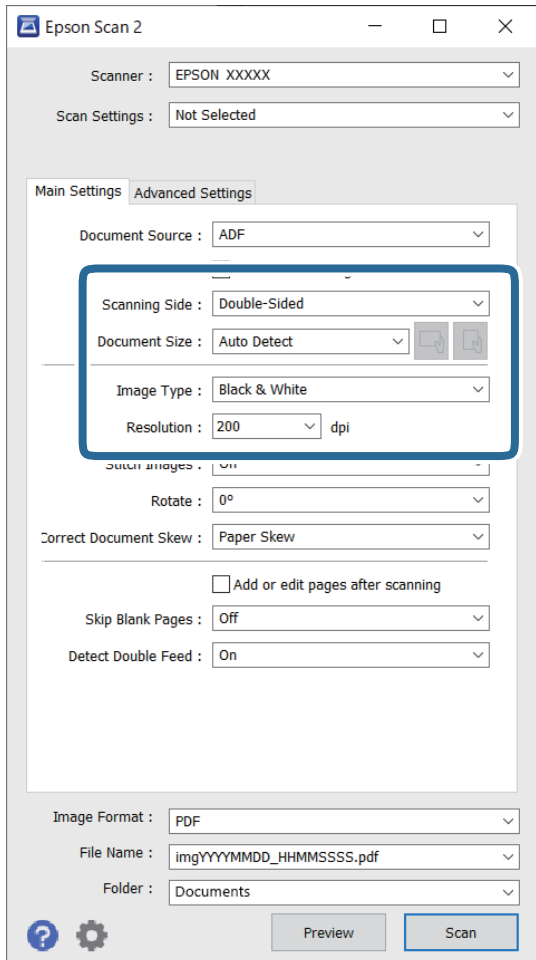 Epson Scan 2
Scanner : EPSON XXXXX
Scan Settings : Not Selected
Main Settings Advanced Settings
Document Source : ADF
Scanning Side : Double-Sided
Document Size : Auto Detect
Image Type : Black & White
Resolution : 200 dpi
Stitch Images : Off
Rotate : 0°
Correct Document Skew : Paper Skew
Add or edit pages after scanning
Skip Blank Pages : Off
Detect Double Feed : On
Image Format : PDF
File Name : imgYYYYMMDD_HHMMSSSS.pdf
Folder : Documents
? Preview Scan